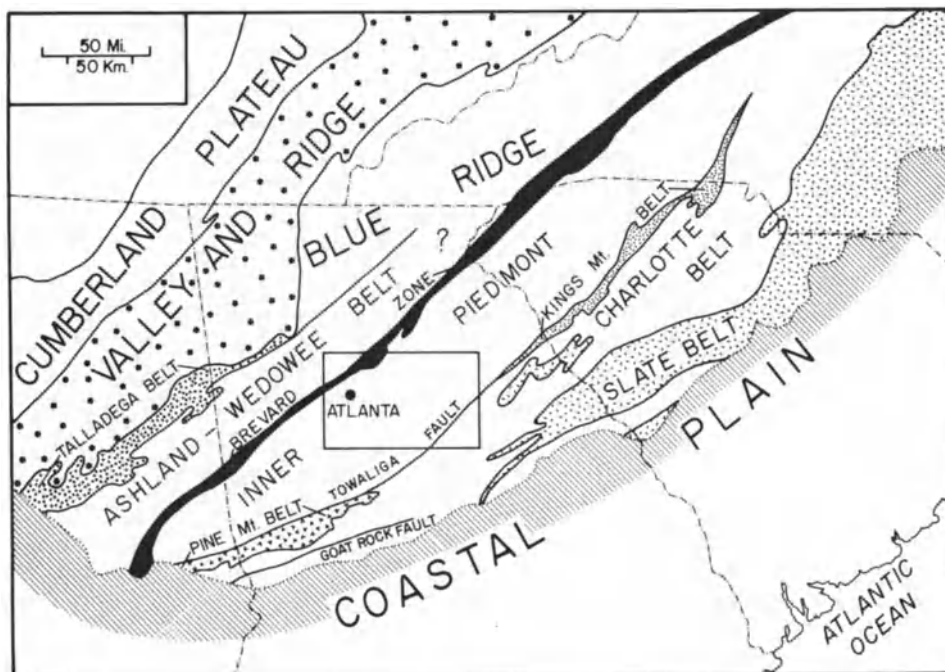 50 Mi.
50 Km.
CUMBERLAND PLATEAU
VALLEY AND RIDGE
BLUE RIDGE
TALLADEGA BELT
ASHLAND - WEDOWEE BELT
BREVARD ZONE
?
INNER PIEDMONT
ATLANTA
KINGS Mt. BELT
CHARLOTTE BELT
SLATE BELT
TOWALIGA FAULT
PINE Mt. BELT
GOAT ROCK FAULT
COASTAL PLAIN
ATLANTIC
OCEAN